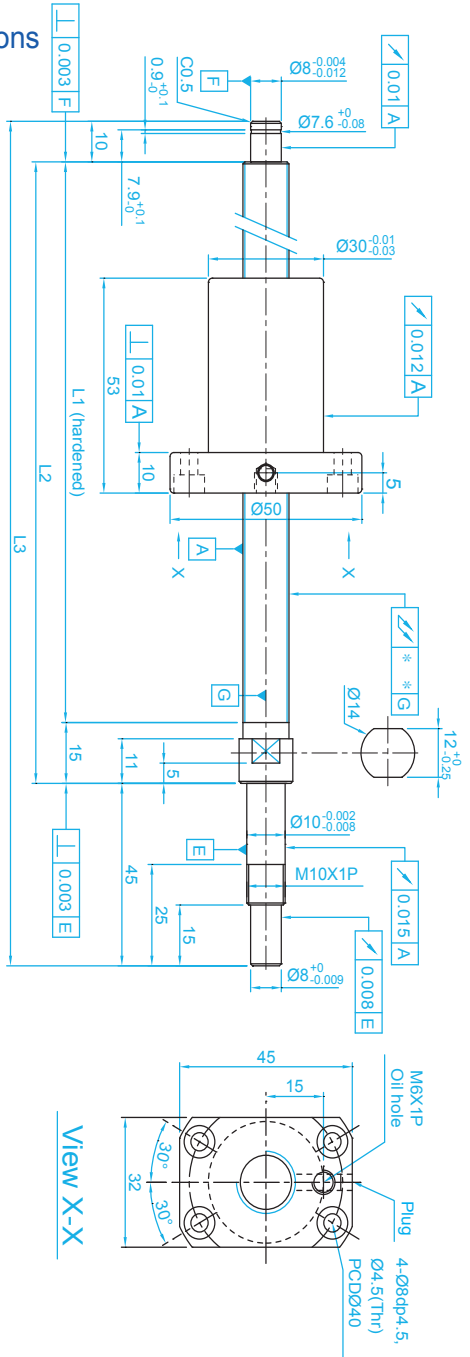 ons
⊥ 0.003 F
C0.5
0.9 +0.1 -0
F
Ø8 -0.004 -0.012
↗ 0.01 A
10
7.9 +0.1 -0
Ø7.6 +0 -0.08
Ø30 -0.01 -0.03
↗ 0.012 A
L3
L2
L1 (hardened)
53
⊥ 0.01 A
10
5
Ø50
X
X
A
G
* * G
Ø14
12 +0 -0.25
15
11
5
Ø10 -0.002 -0.008
E
M10X1P
↗ 0.015 A
⊥ 0.003 E
45
25
15
↗ 0.008 E
Ø8 +0 -0.009
45
15
M6X1P
Oil hole
Plug
4-Ø8dp4.5,
Ø4.5(Thr)
PCDØ40
32
30°
30°
View X-X